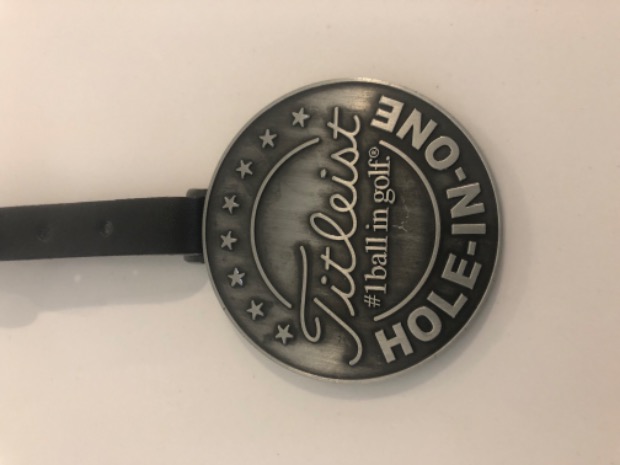 Titleist
#1 ball in golf.®
HOLE-IN-ONE